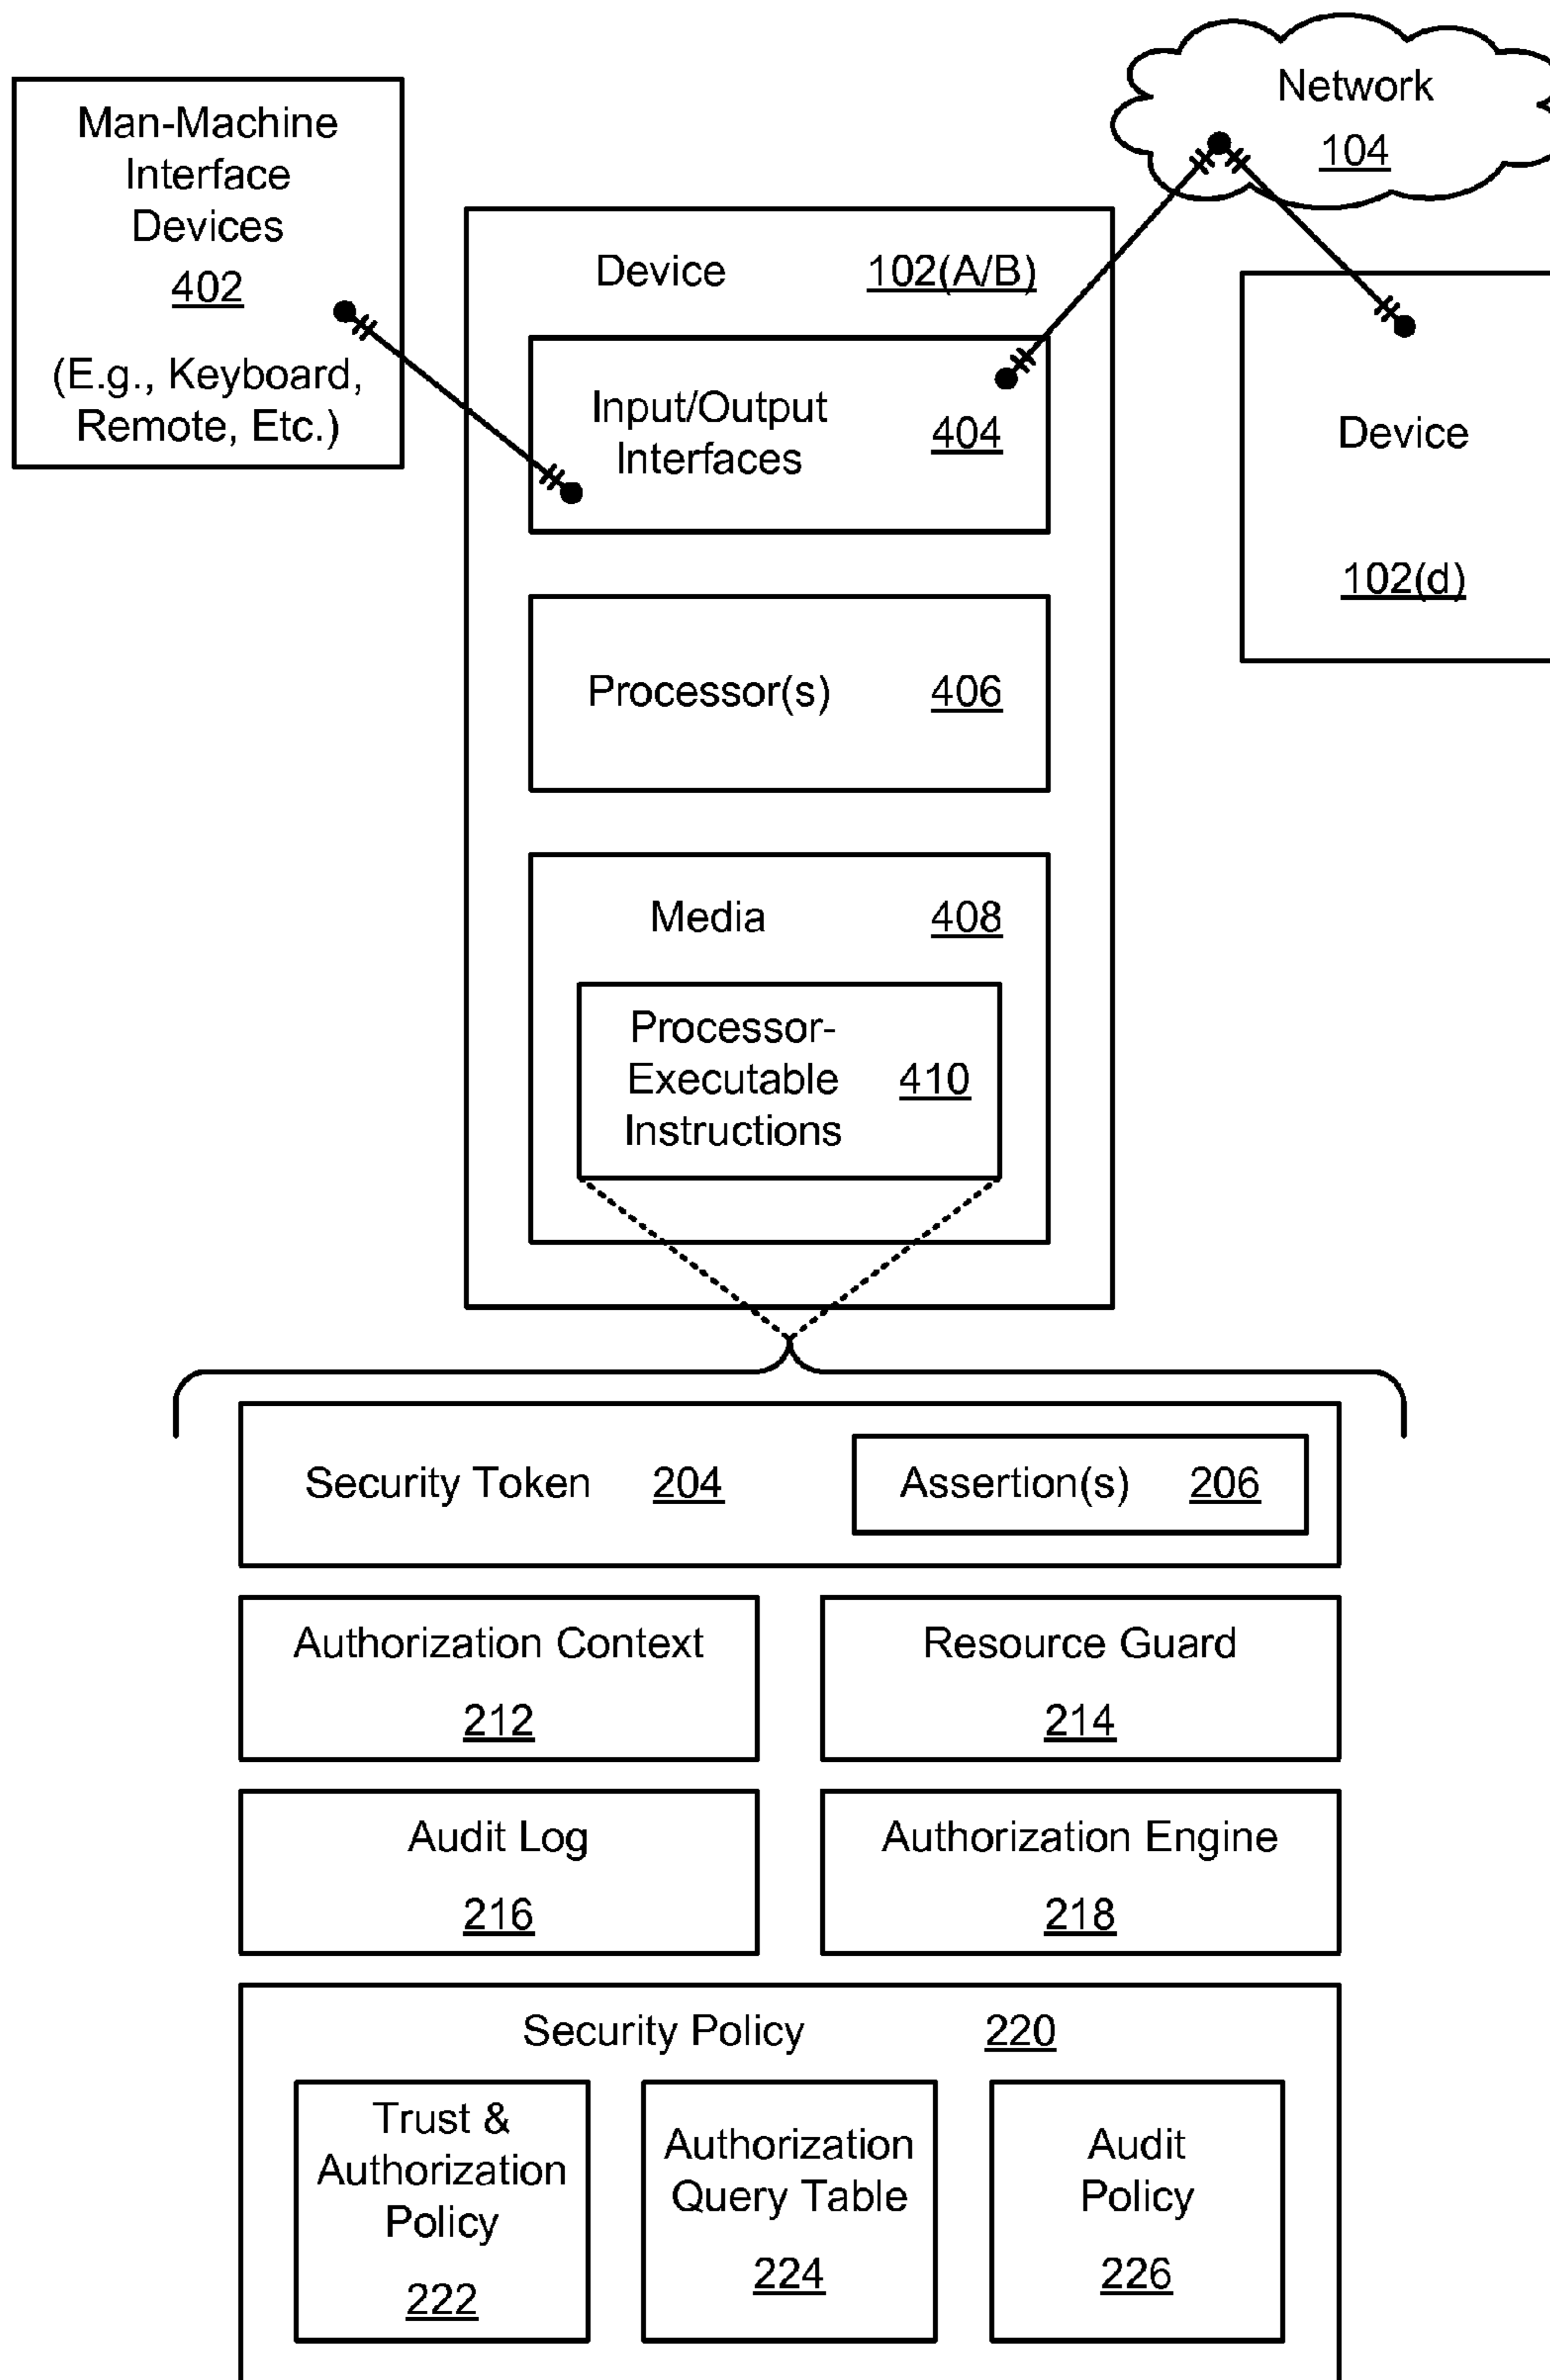 Network
104
Man-Machine
Interface
Devices
402
(E.g., Keyboard,
Remote, Etc.)
Device 102(A/B)
Input/Output
Interfaces
404
Device
102(d)
Processor(s) 406
Media 408
Processor-
Executable
Instructions
410
Security Token 204
Assertion(s) 206
Authorization Context
212
Resource Guard
214
Audit Log
216
Authorization Engine
218
Security Policy 220
Trust &
Authorization
Policy
222
Authorization
Query Table
224
Audit
Policy
226